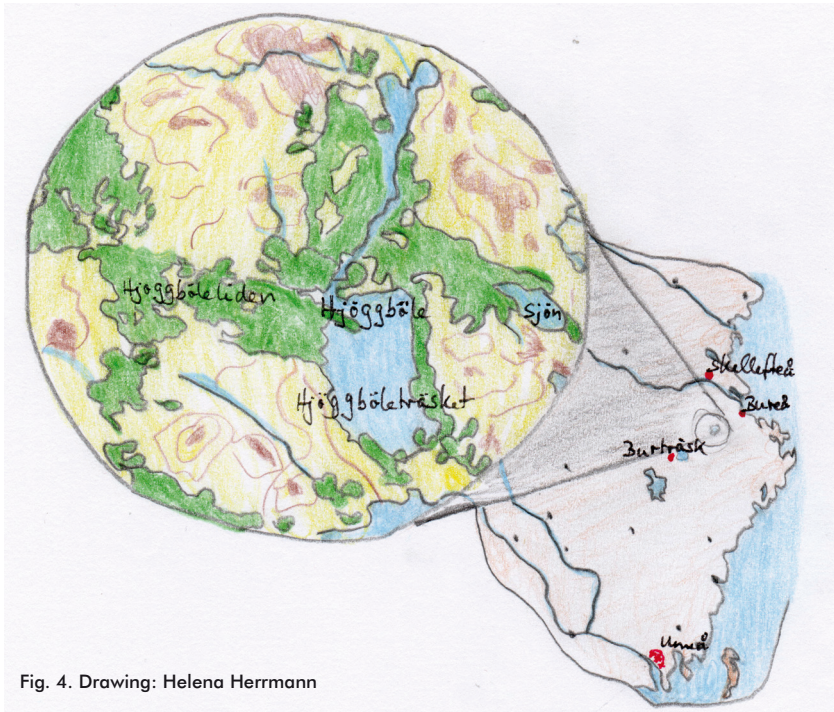 Hjöggböleliden
Hjöggböle
Sjön
Hjöggböleträsket
Skellefteå
Bureå
Burträsk
Umeå
Fig. 4. Drawing: Helena Herrmann